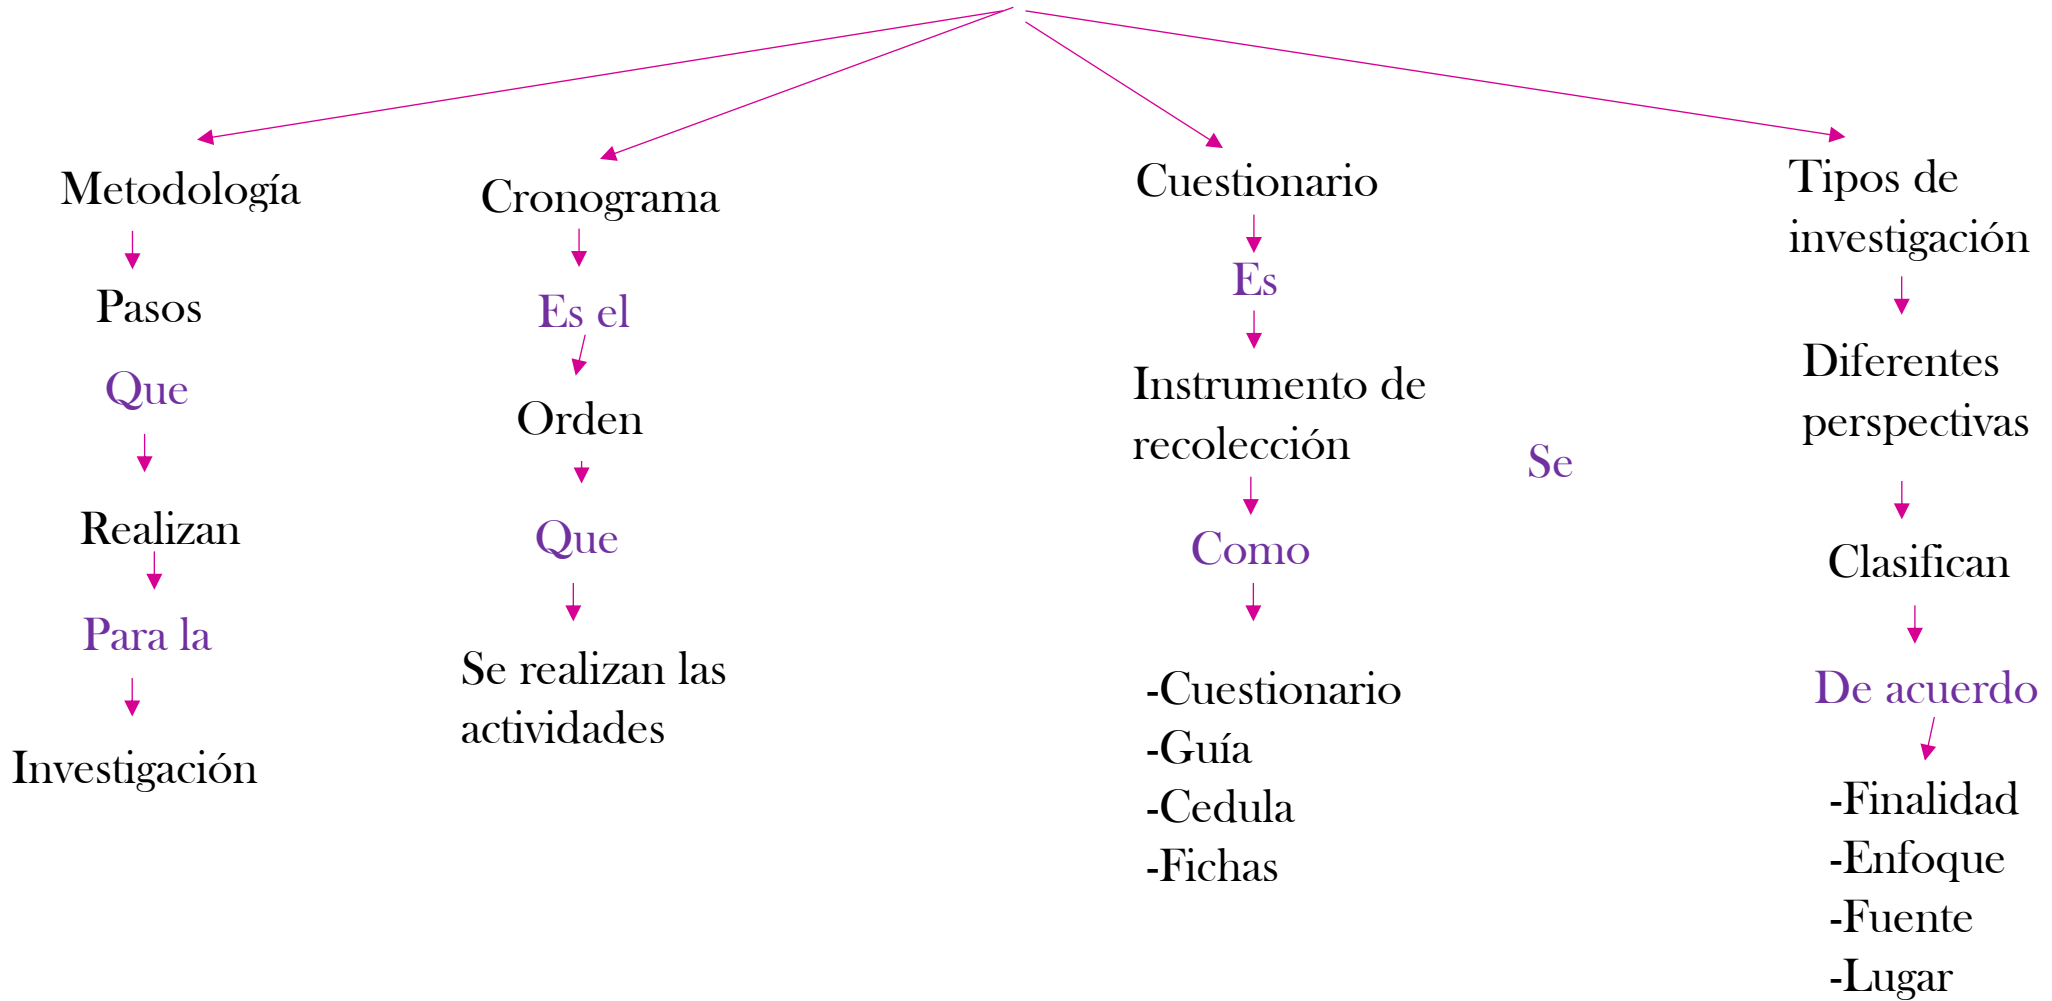 Metodología
Pasos
Que
Realizan
Para la
Investigación
Cronograma
Es el
Orden
Que
Se realizan las
actividades
Cuestionario
Es
Instrumento de
recolección
Como
-Cuestionario
-Guía
-Cedula
-Fichas
Se
Tipos de
investigación
Diferentes
perspectivas
Clasifican
De acuerdo
-Finalidad
-Enfoque
-Fuente
-Lugar